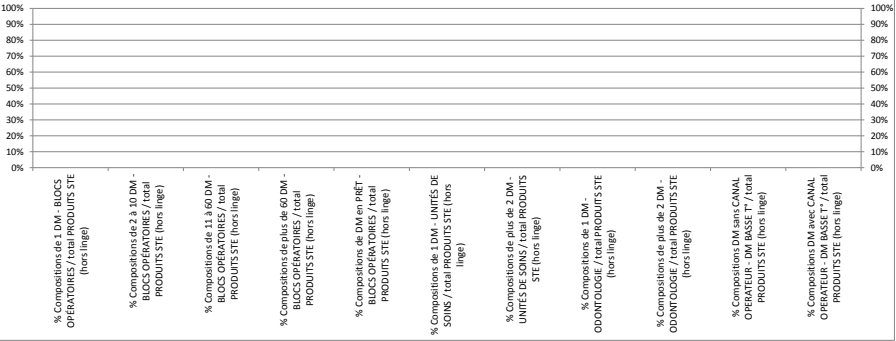 100% 100%
90% 90%
80% 80%
70% 70%
60% 60%
50% 50%
40% 40%
30% 30%
20% 20%
10% 10%
0% 0%
% Compositions de 1 DM - BLOCS
OPÉRATOIRES / total PRODUITS STE
(hors linge)
% Compositions de 2 à 10 DM -
BLOCS OPÉRATOIRES / total
PRODUITS STE (hors linge)
% Compositions de 11 à 60 DM -
BLOCS OPÉRATOIRES / total
PRODUITS STE (hors linge)
% Compositions de plus de 60 DM -
BLOCS OPÉRATOIRES / total
PRODUITS STE (hors linge)
% Compositions de DM en PRÊT -
BLOCS OPÉRATOIRES / total
PRODUITS STE (hors linge)
% Compositions de 1 DM - UNITÉS DE
SOINS / total PRODUITS STE (hors
linge)
% Compositions de plus de 2 DM -
UNITÉS DE SOINS / total PRODUITS
STE (hors linge)
% Compositions de 1 DM -
ODONTOLOGIE / total PRODUITS STE
(hors linge)
% Compositions de plus de 2 DM -
ODONTOLOGIE / total PRODUITS STE
(hors linge)
% Compositions DM sans CANAL
OPERATEUR - DM BASSE T° / total
PRODUITS STE (hors linge)
% Compositions DM avec CANAL
OPERATEUR - DM BASSE T° / total
PRODUITS STE (hors linge)